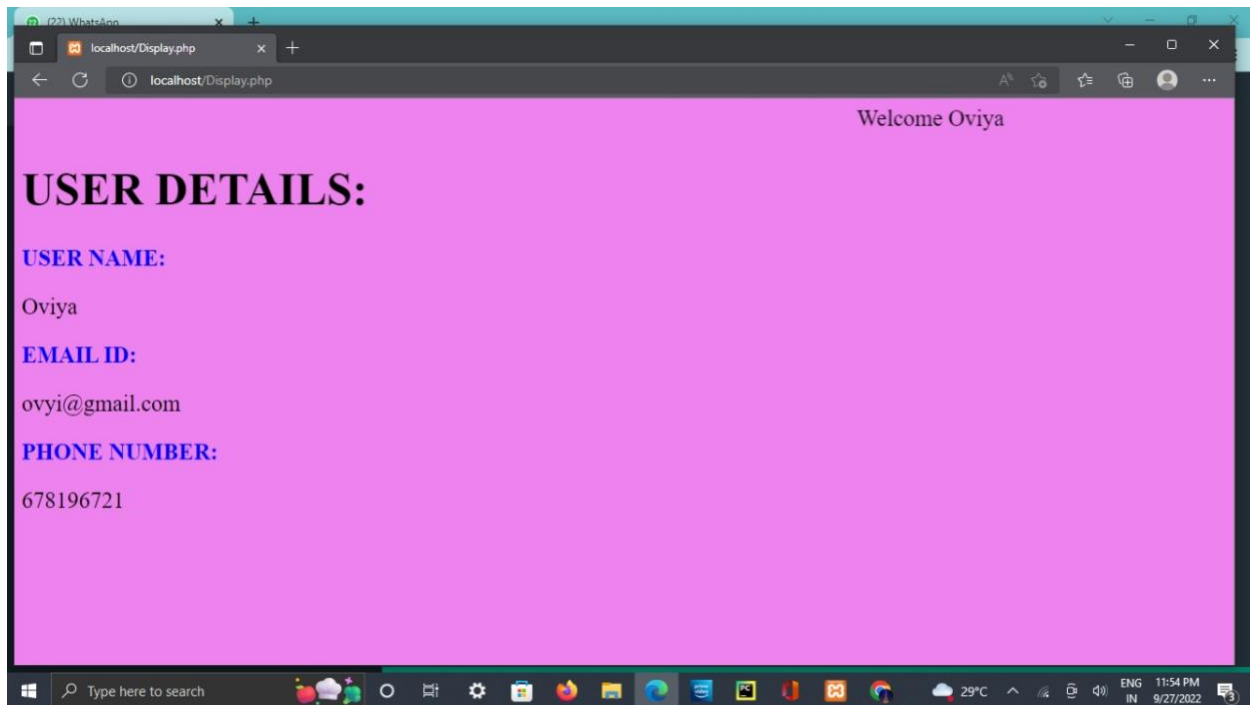 (22) WhatsApp
localhost/Display.php
localhost/Display.php
Welcome Oviya
USER DETAILS:
USER NAME:
Oviya
EMAIL ID:
ovyi@gmail.com
PHONE NUMBER:
678196721
Type here to search
29°C
ENG
IN
11:54 PM
9/27/2022